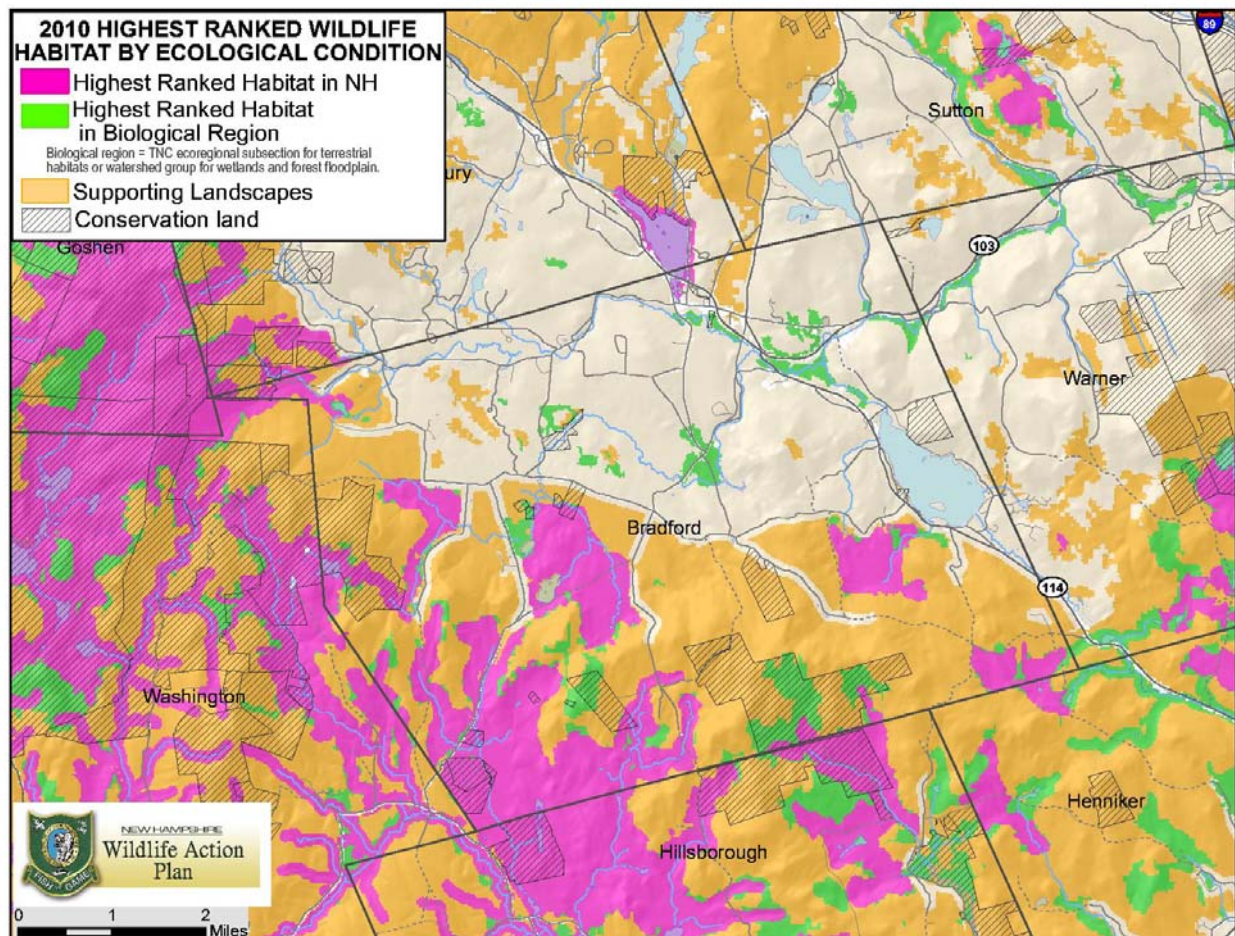 2010 HIGHEST RANKED WILDLIFE
HABITAT BY ECOLOGICAL CONDITION
Highest Ranked Habitat in NH
Highest Ranked Habitat
in Biological Region
Biological region = TNC ecoregional subsection for terrestrial
habitats or watershed group for wetlands and forest floodplain.
Supporting Landscapes
Conservation land
89
Sutton
ury
Goshen
103
Warner
Bradford
114
Washington
Henniker
Hillsborough
NEW HAMPSHIRE
Wildlife Action
Plan
FISH AND GAME
0 1 2
Miles